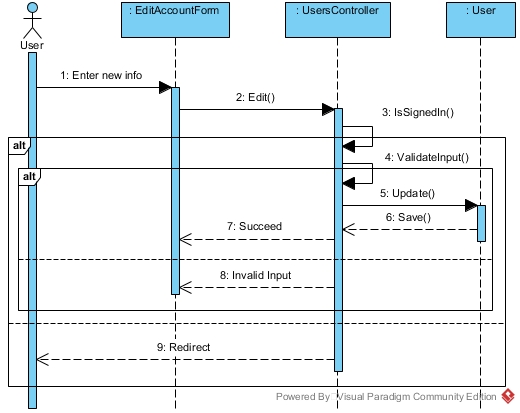 : EditAccountForm
: UsersController
: User
User
1: Enter new info
2: Edit()
3: IsSignedIn()
alt
4: ValidateInput()
alt
5: Update()
6: Save()
7: Succeed
8: Invalid Input
9: Redirect
Powered By Visual Paradigm Community Edition